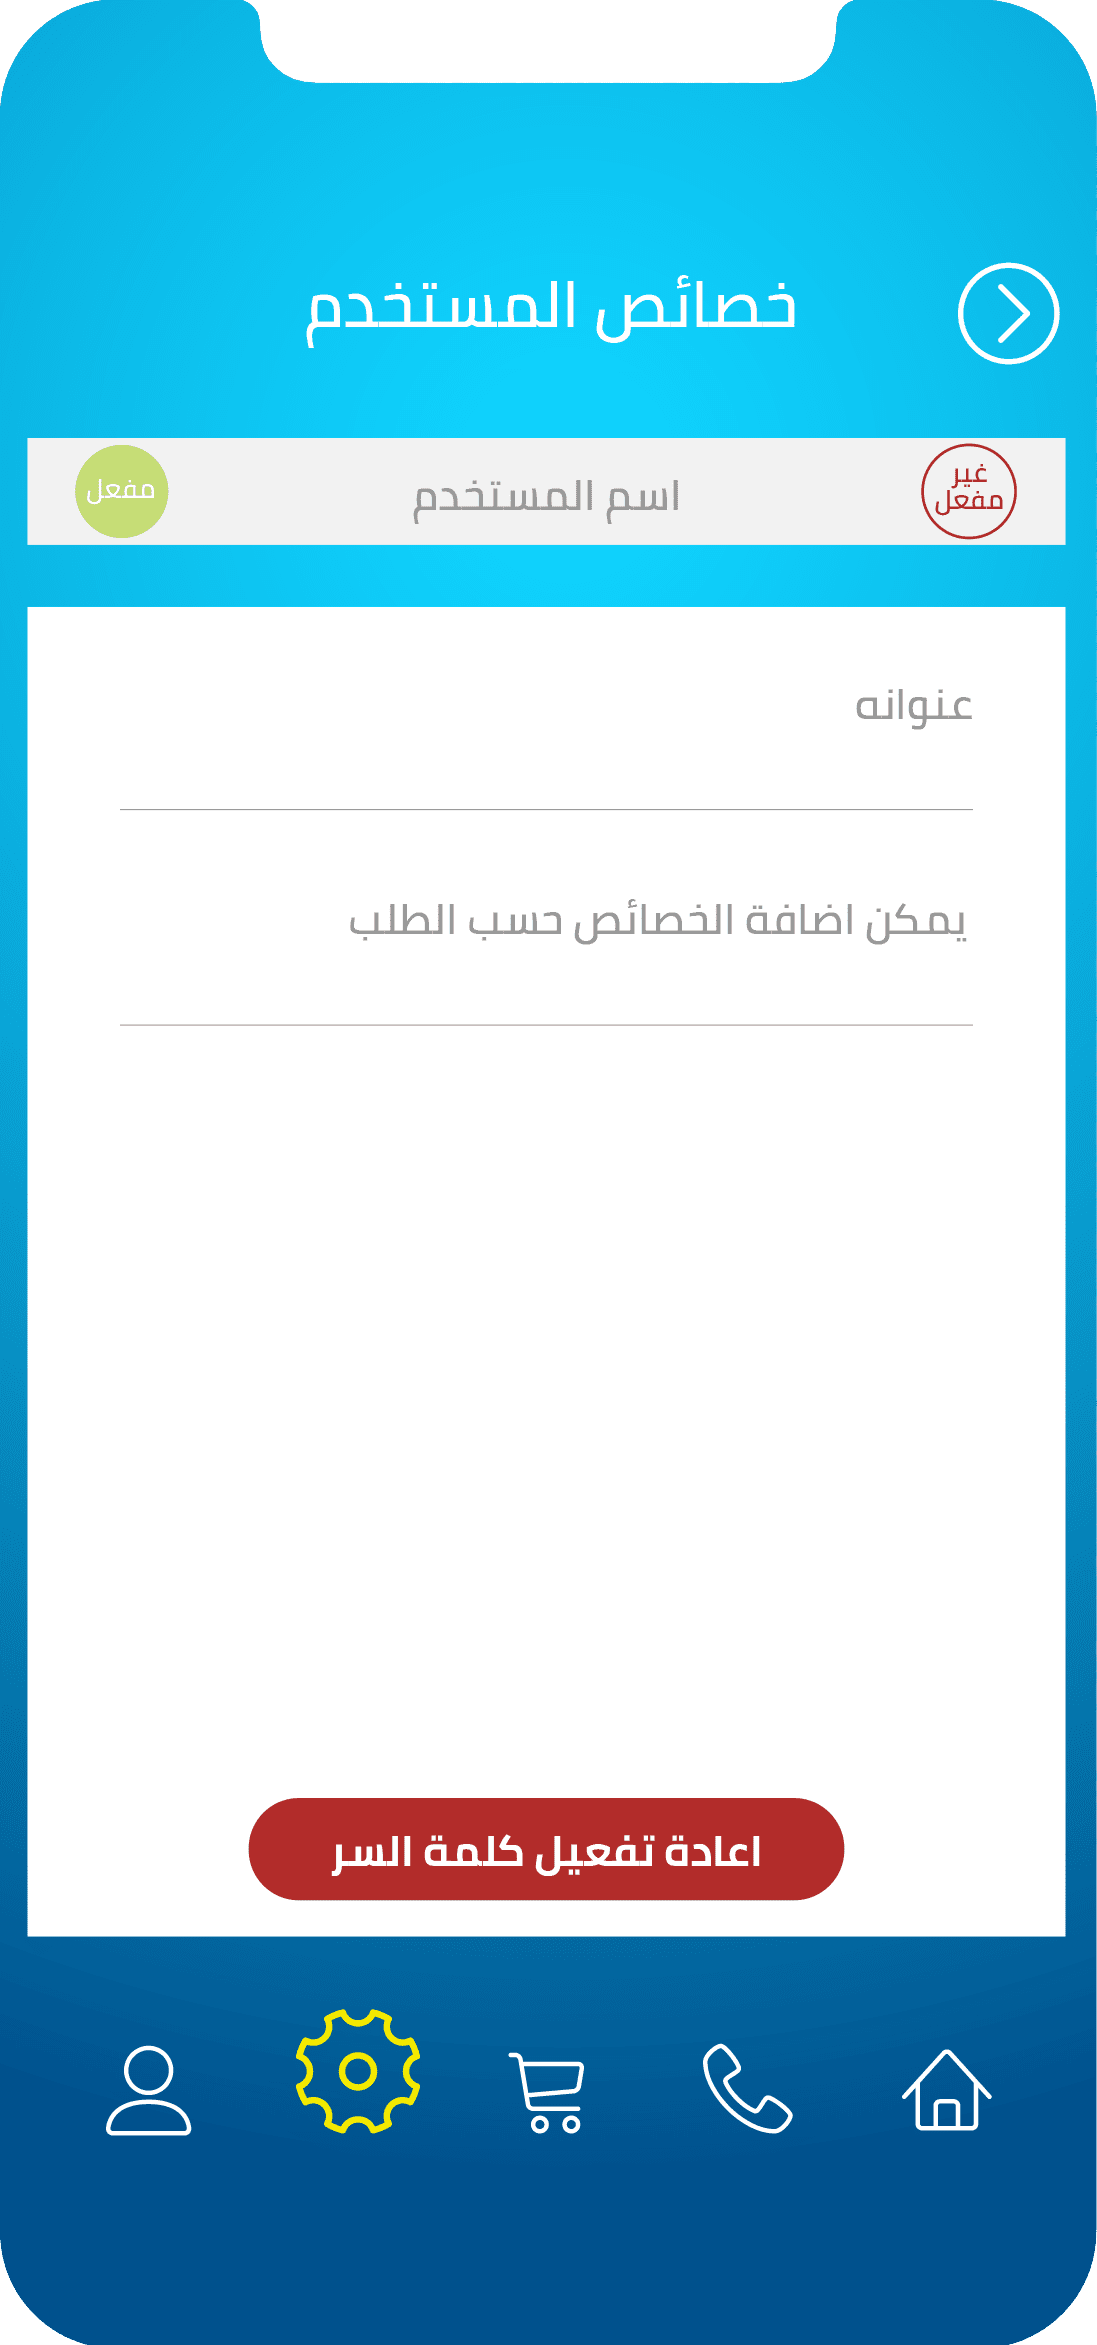 خصائص المستخدم
غير
مفعل
اسم المستخدم
مفعل
عنوانه
يمكن اضافة الخصائص حسب الطلب
اعادة تفعيل كلمة السر